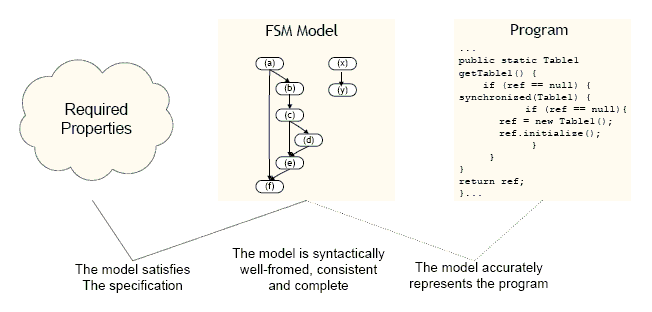 FSM Model
Program
Required
Properties
(a)
(b)
(c)
(d)
(e)
(f)
(x)
(y)
...
public static Table1
getTable1() {
if (ref == null) {
synchronized(Table1) {
if (ref == null){
ref = new Table1();
ref.initialize();
}
}
}
return ref;
}...
The model satisfies
The specification
The model is syntactically
well-fromed, consistent
and complete
The model accurately
represents the program